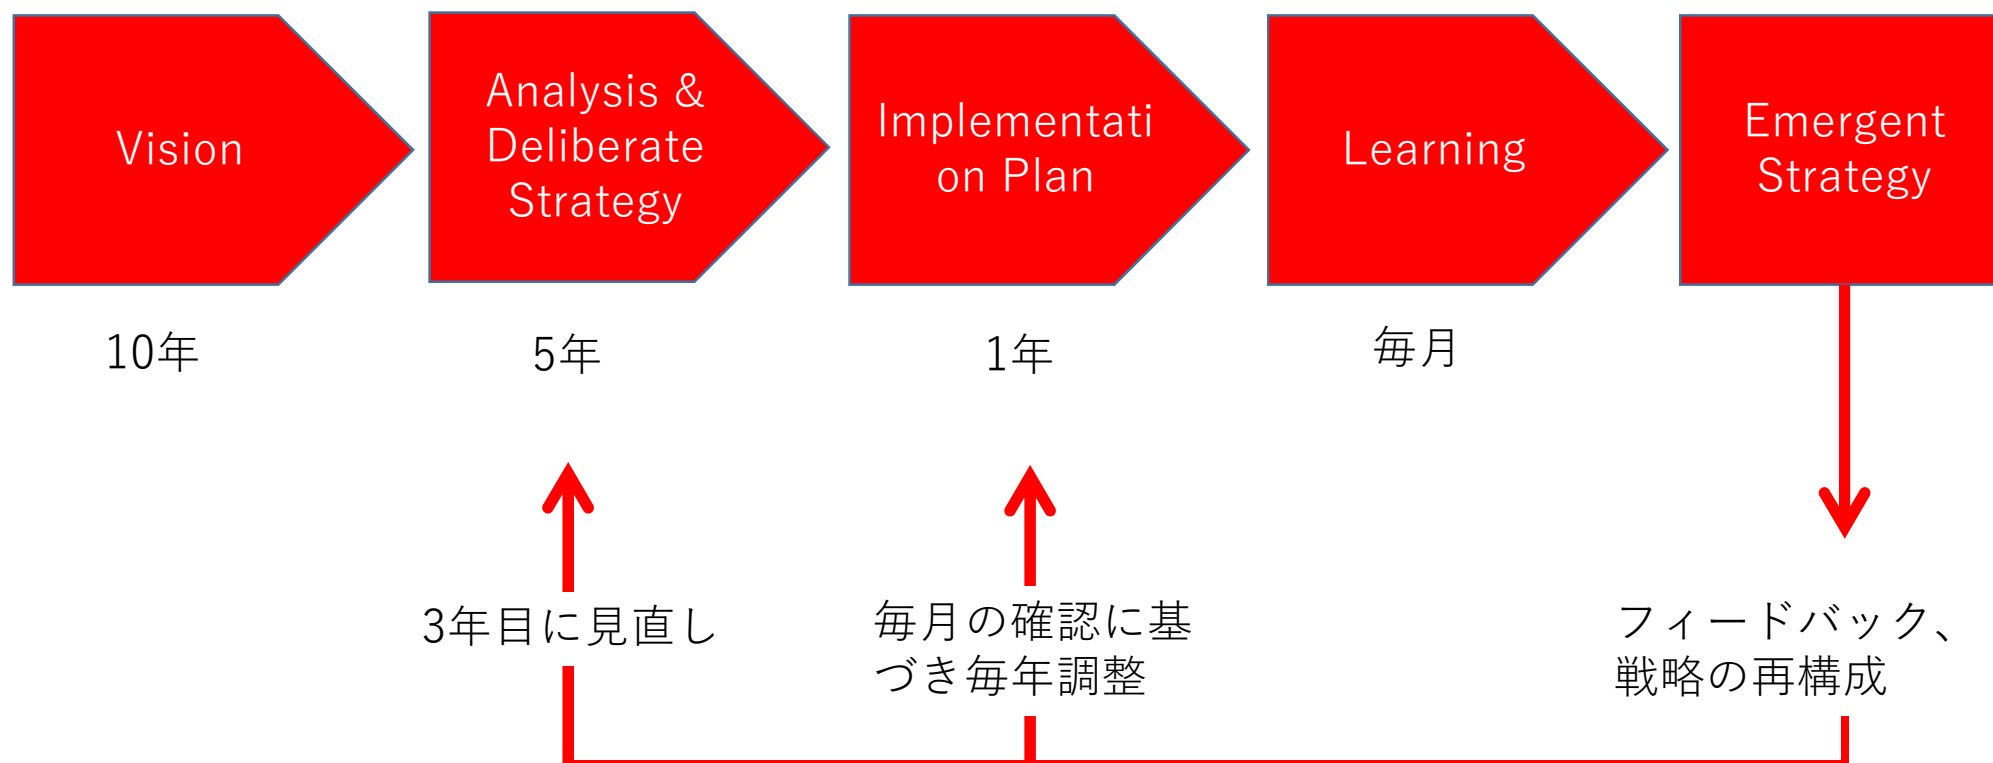 Vision
Analysis &
Deliberate
Strategy
Implementati
on Plan
Learning
Emergent
Strategy
10年
5年
1年
毎月
3年目に見直し
毎月の確認に基
づき毎年調整
フィードバック、
戦略の再構成